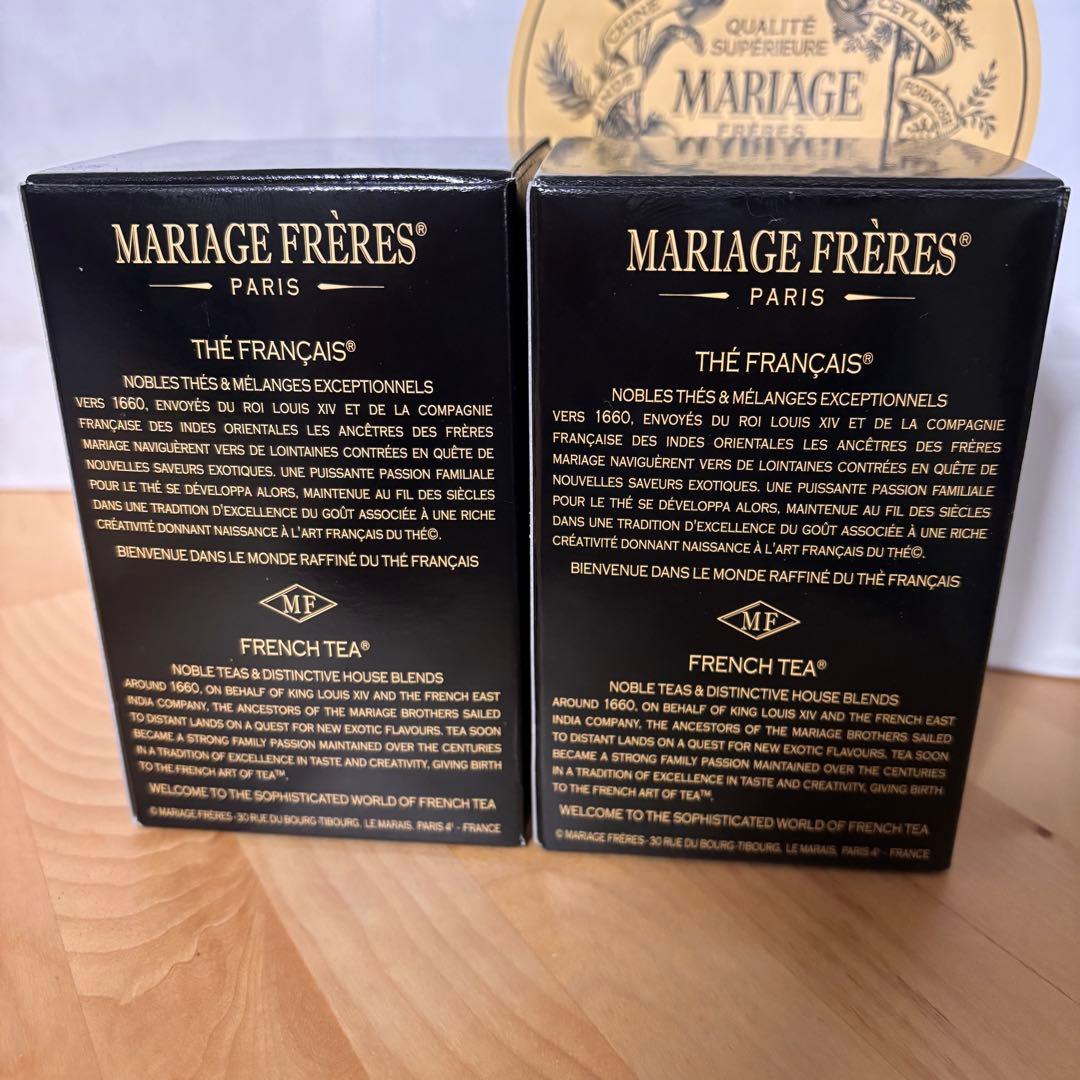 CHINE
CEYLAN
QUALITÉ
SUPÉRIEURE
INDE
MARIAGE
FORMOSE
FRÈRES
MARIAGE FRÈRES®
PARIS
THÉ FRANÇAIS®
NOBLES THÉS & MÉLANGES EXCEPTIONNELS
VERS 1660, ENVOYÉS DU ROI LOUIS XIV ET DE LA COMPAGNIE
FRANÇAISE DES INDES ORIENTALES LES ANCÊTRES DES FRÈRES
MARIAGE NAVIGUÈRENT VERS DE LOINTAINES CONTRÉES EN QUÊTE DE
NOUVELLES SAVEURS EXOTIQUES. UNE PUISSANTE PASSION FAMILIALE
POUR LE THÉ SE DÉVELOPPA ALORS, MAINTENUE AU FIL DES SIÈCLES
DANS UNE TRADITION D'EXCELLENCE DU GOÛT ASSOCIÉE À UNE RICHE
CRÉATIVITÉ DONNANT NAISSANCE À L'ART FRANÇAIS DU THÉ©.
BIENVENUE DANS LE MONDE RAFFINÉ DU THÉ FRANÇAIS
MF
FRENCH TEA®
NOBLE TEAS & DISTINCTIVE HOUSE BLENDS
AROUND 1660, ON BEHALF OF KING LOUIS XIV AND THE FRENCH EAST
INDIA COMPANY, THE ANCESTORS OF THE MARIAGE BROTHERS SAILED
TO DISTANT LANDS ON A QUEST FOR NEW EXOTIC FLAVOURS. TEA SOON
BECAME A STRONG FAMILY PASSION MAINTAINED OVER THE CENTURIES
IN A TRADITION OF EXCELLENCE IN TASTE AND CREATIVITY, GIVING BIRTH
TO THE FRENCH ART OF TEA™.
WELCOME TO THE SOPHISTICATED WORLD OF FRENCH TEA
© MARIAGE FRÈRES - 30 RUE DU BOURG-TIBOURG. LE MARAIS. PARIS 4e - FRANCE
MARIAGE FRÈRES®
PARIS
THÉ FRANÇAIS®
NOBLES THÉS & MÉLANGES EXCEPTIONNELS
VERS 1660, ENVOYÉS DU ROI LOUIS XIV ET DE LA COMPAGNIE
FRANÇAISE DES INDES ORIENTALES LES ANCÊTRES DES FRÈRES
MARIAGE NAVIGUÈRENT VERS DE LOINTAINES CONTRÉES EN QUÊTE DE
NOUVELLES SAVEURS EXOTIQUES. UNE PUISSANTE PASSION FAMILIALE
POUR LE THÉ SE DÉVELOPPA ALORS, MAINTENUE AU FIL DES SIÈCLES
DANS UNE TRADITION D'EXCELLENCE DU GOÛT ASSOCIÉE À UNE RICHE
CRÉATIVITÉ DONNANT NAISSANCE À L'ART FRANÇAIS DU THÉ©.
BIENVENUE DANS LE MONDE RAFFINÉ DU THÉ FRANÇAIS
MF
FRENCH TEA®
NOBLE TEAS & DISTINCTIVE HOUSE BLENDS
AROUND 1660, ON BEHALF OF KING LOUIS XIV AND THE FRENCH EAST
INDIA COMPANY, THE ANCESTORS OF THE MARIAGE BROTHERS SAILED
TO DISTANT LANDS ON A QUEST FOR NEW EXOTIC FLAVOURS. TEA SOON
BECAME A STRONG FAMILY PASSION MAINTAINED OVER THE CENTURIES
IN A TRADITION OF EXCELLENCE IN TASTE AND CREATIVITY, GIVING BIRTH
TO THE FRENCH ART OF TEA™.
WELCOME TO THE SOPHISTICATED WORLD OF FRENCH TEA
© MARIAGE FRÈRES - 30 RUE DU BOURG-TIBOURG. LE MARAIS. PARIS 4e - FRANCE